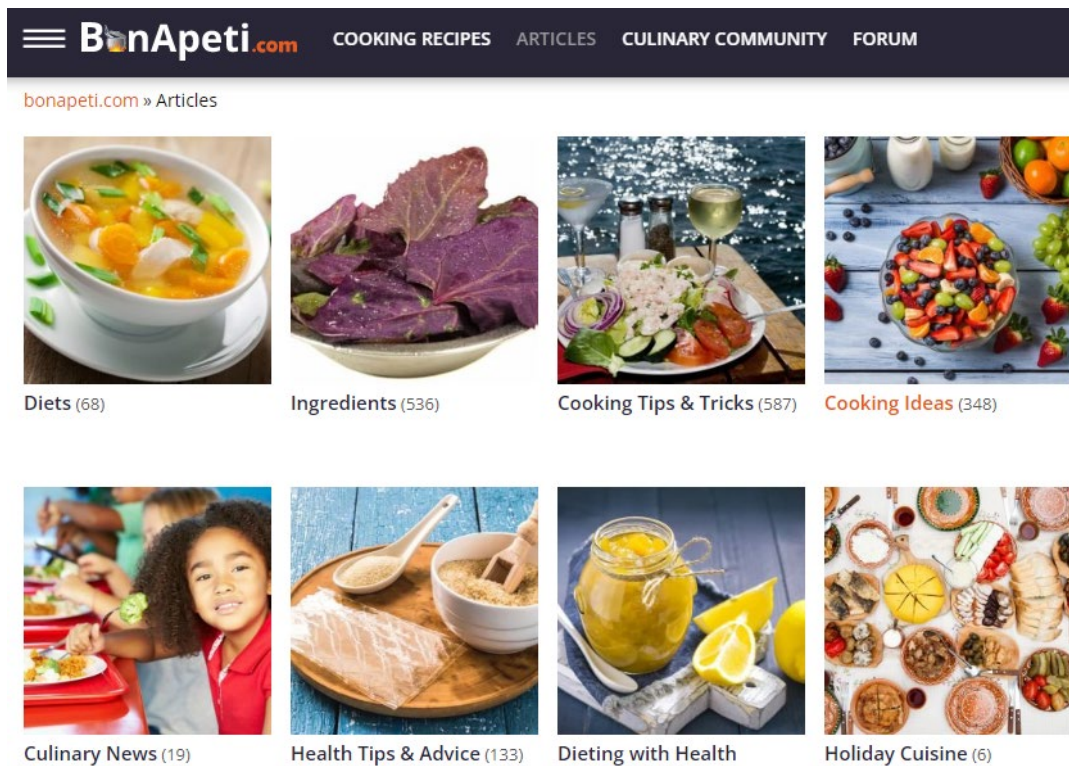 BonApeti.com COOKING RECIPES ARTICLES CULINARY COMMUNITY FORUM
bonapeti.com » Articles
Diets (68) Ingredients (536) Cooking Tips & Tricks (587) Cooking Ideas (348)
Culinary News (19) Health Tips & Advice (133) Dieting with Health Holiday Cuisine (6)